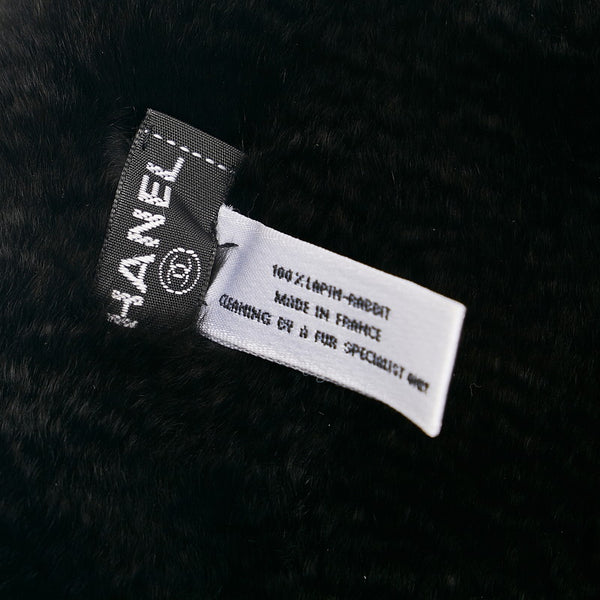 CHANEL
100% LAPIN-RABBIT
MADE IN FRANCE
CLEANING BY A FUR SPECIALIST ONLY